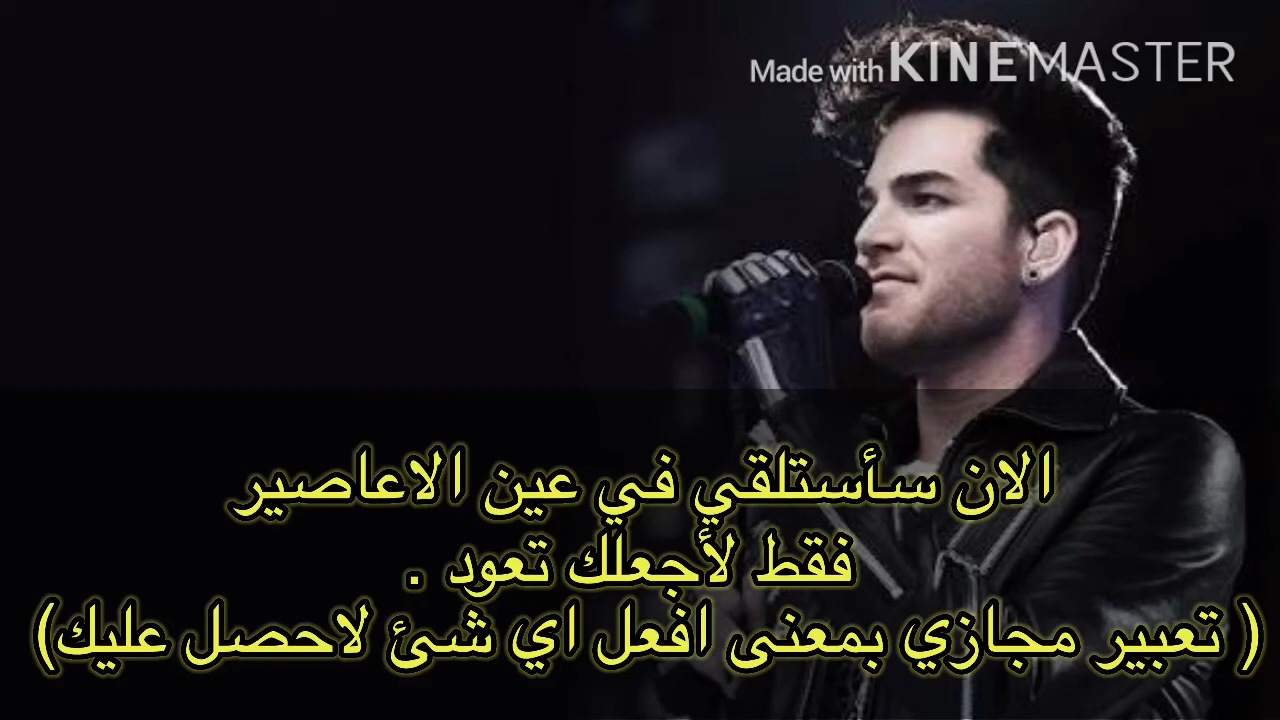 Made with KINEMASTER
الان سأستلقي في عين الاعاصير
فقط لأجعلك تعود .
( تعبير مجازي بمعنى افعل اي شئ لاحصل عليك)